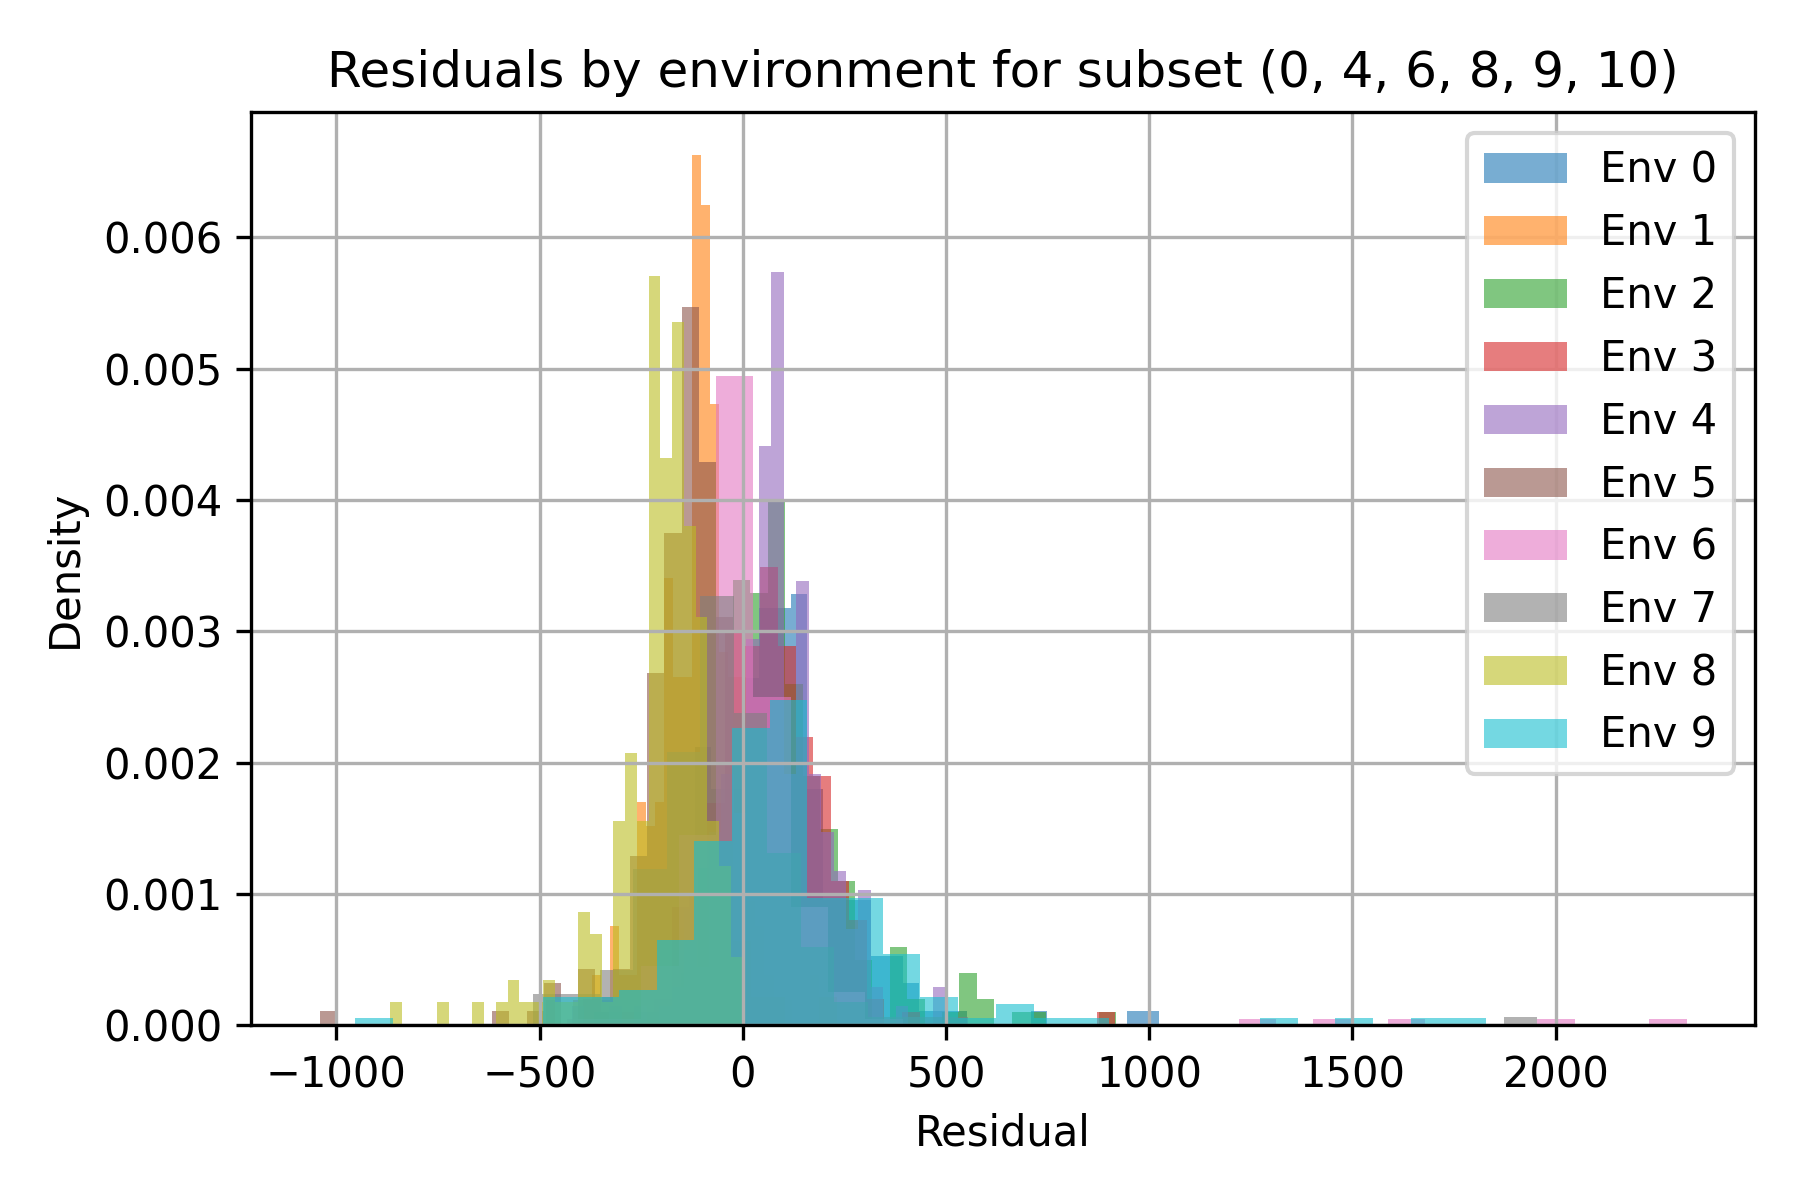 Residuals by environment for subset (0, 4, 6, 8, 9, 10)
Env 0
Env 1
Env 2
Env 3
Env 4
Env 5
Env 6
Env 7
Env 8
Env 9
Density
0.006
0.005
0.004
0.003
0.002
0.001
0.000
−1000 −500 0 500 1000 1500 2000
Residual